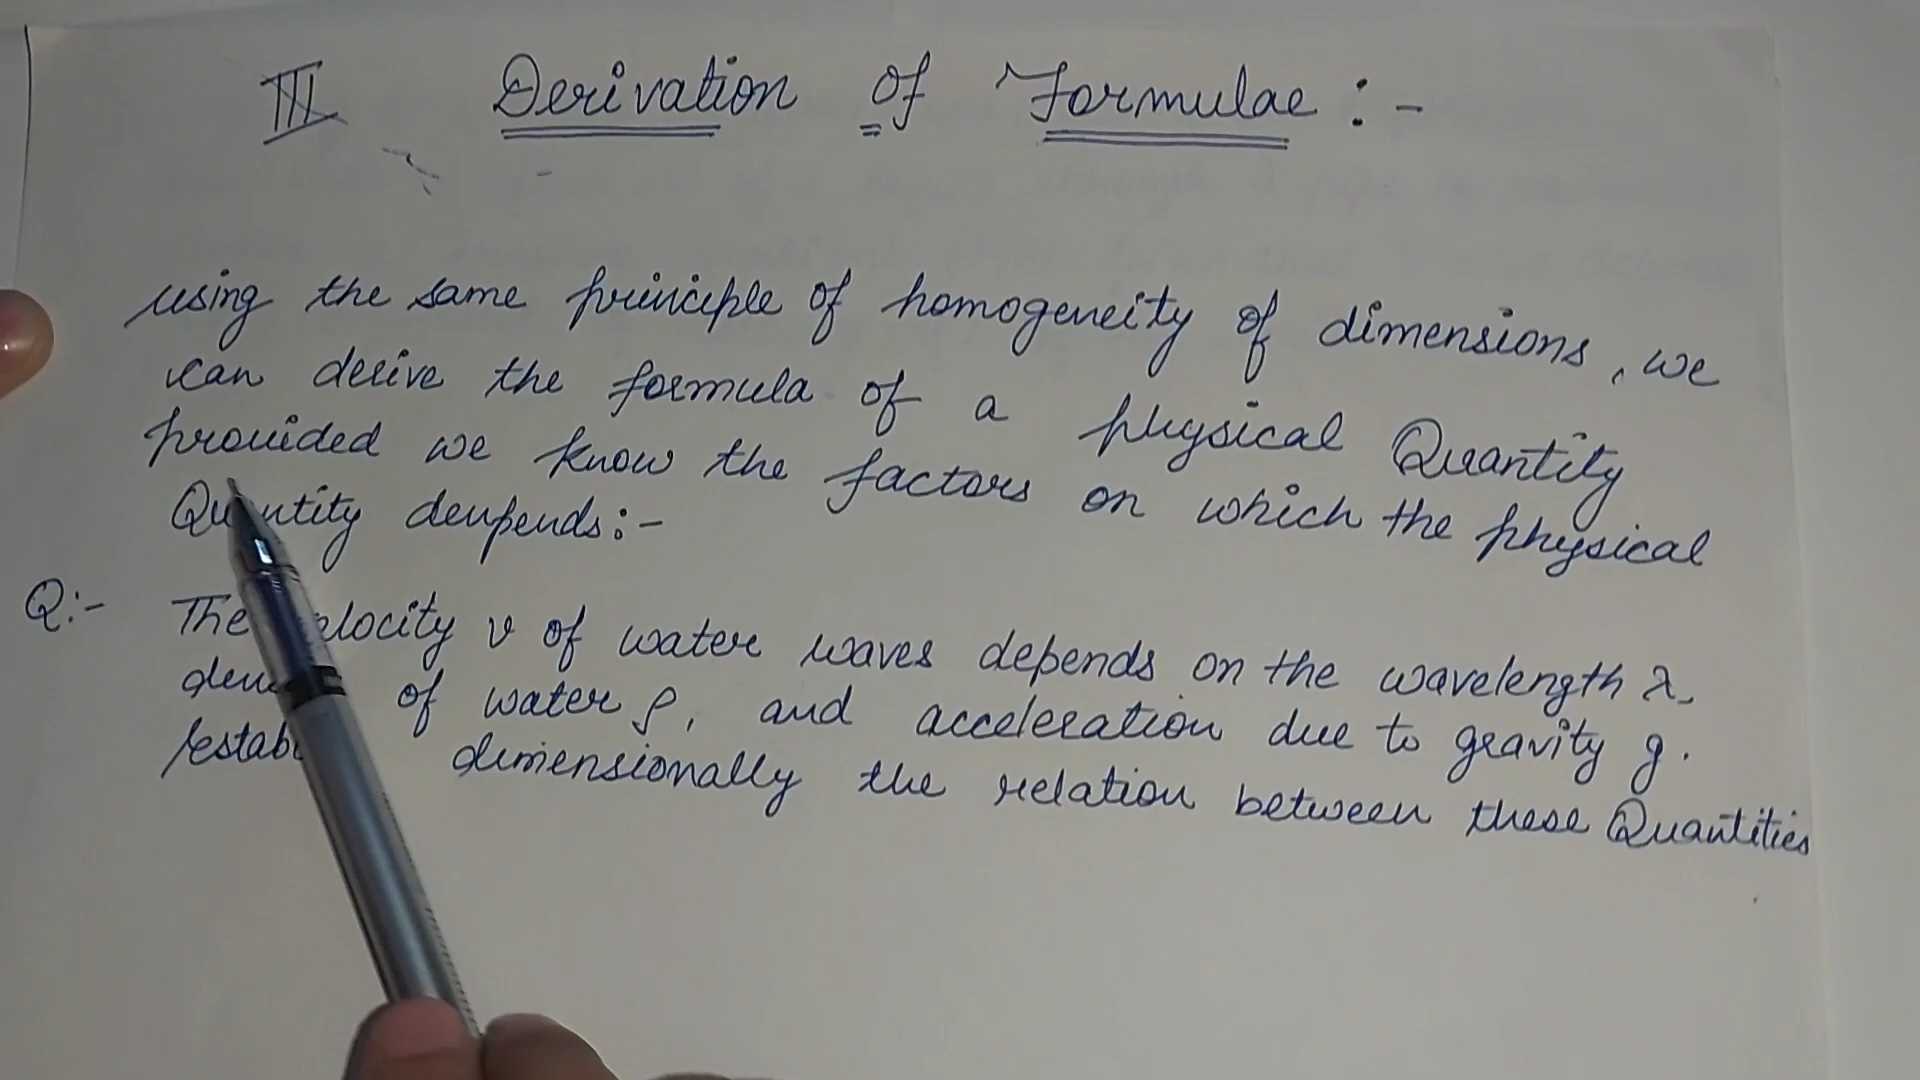 III Derivation of Formulae :-
using the same principle of homogeneity of dimensions, we
can derive the formula of a physical Quantity
provided we know the factors on which the physical
Quantity denpends:-
Q:- The velocity v of water waves depends on the wavelength λ,
of water ρ, and acceleration due to gravity g.
dimensionally the relation between these Quantities